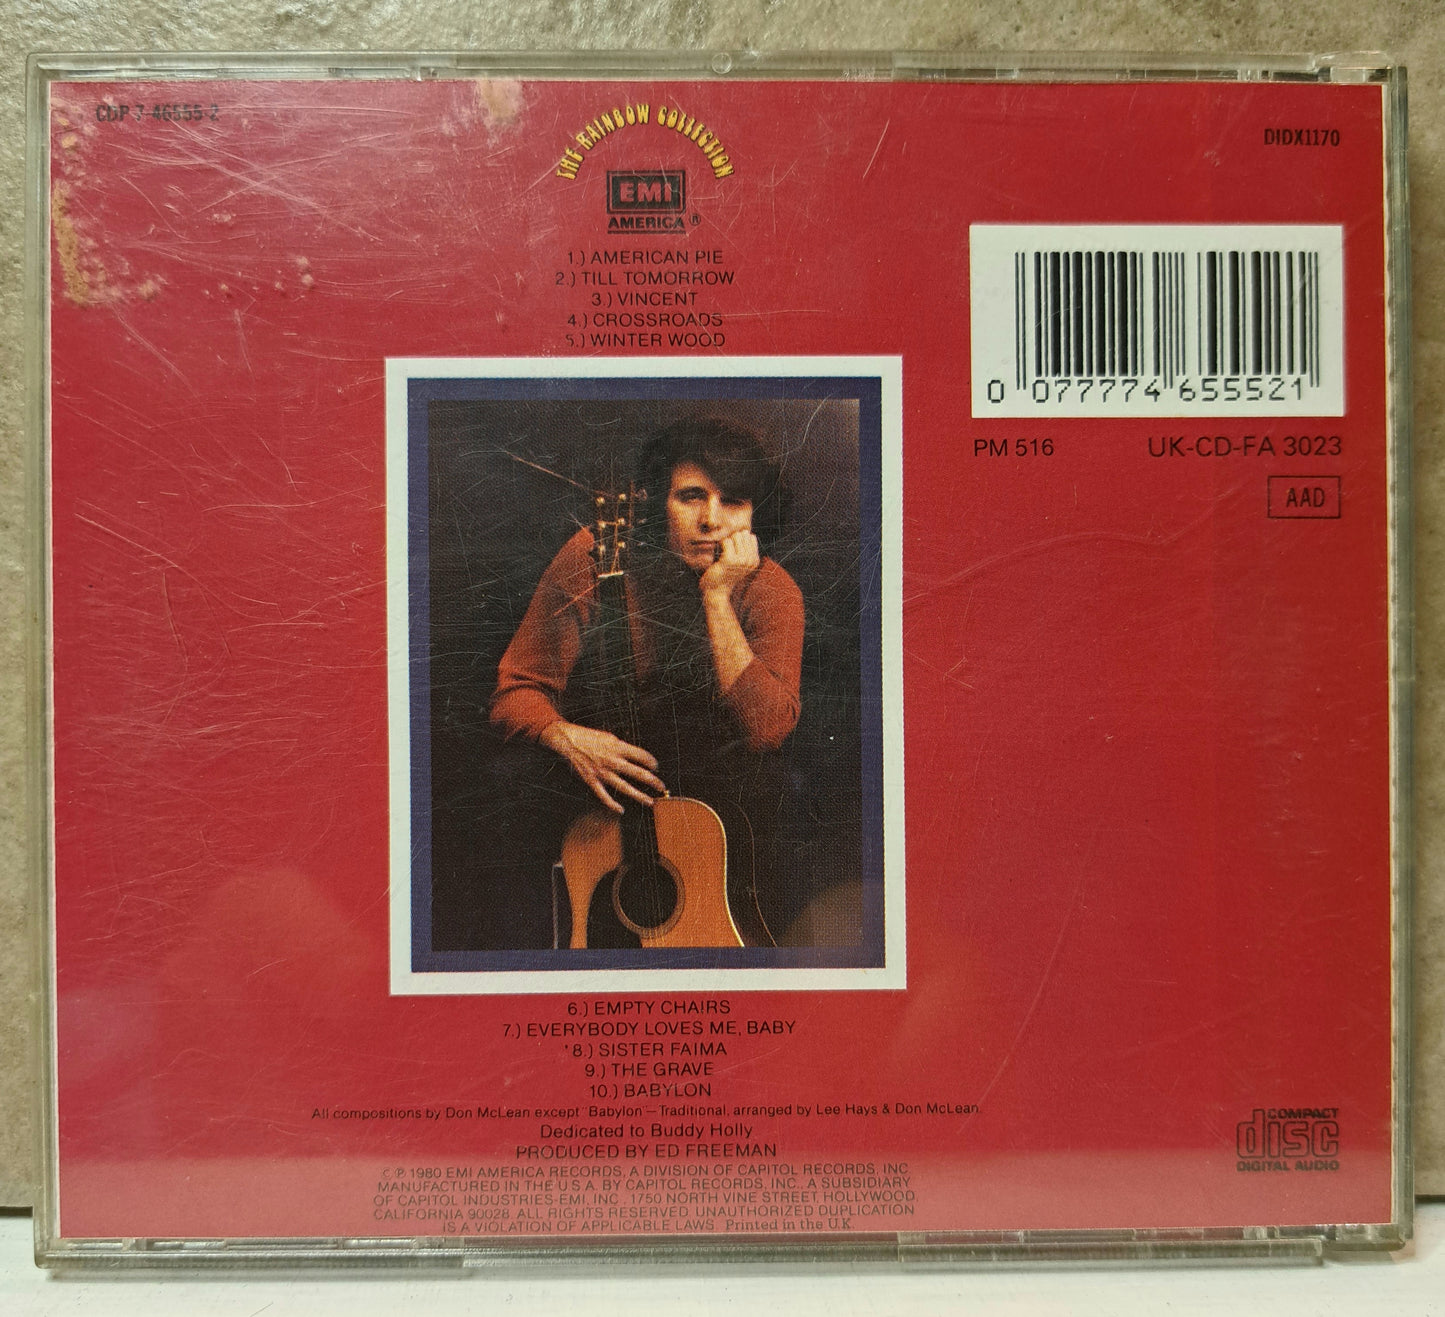 CDP 7 46555 2
DIDX1170
THE RAINBOW COLLECTION
EMI
AMERICA®
1.) AMERICAN PIE
2.) TILL TOMORROW
3.) VINCENT
4.) CROSSROADS
5.) WINTER WOOD
0 077774 655521
PM 516 UK-CD-FA 3023
AAD
6.) EMPTY CHAIRS
7.) EVERYBODY LOVES ME, BABY
8.) SISTER FAIMA
9.) THE GRAVE
10.) BABYLON
All compositions by Don McLean except "Babylon"—Traditional, arranged by Lee Hays & Don McLean.
Dedicated to Buddy Holly
PRODUCED BY ED FREEMAN
© ℗ 1980 EMI AMERICA RECORDS, A DIVISION OF CAPITOL RECORDS, INC
MANUFACTURED IN THE U.S.A. BY CAPITOL RECORDS, INC., A SUBSIDIARY
OF CAPITOL INDUSTRIES-EMI, INC., 1750 NORTH VINE STREET, HOLLYWOOD,
CALIFORNIA 90028. ALL RIGHTS RESERVED. UNAUTHORIZED DUPLICATION
IS A VIOLATION OF APPLICABLE LAWS. Printed in the U.K.
COMPACT
disc
DIGITAL AUDIO